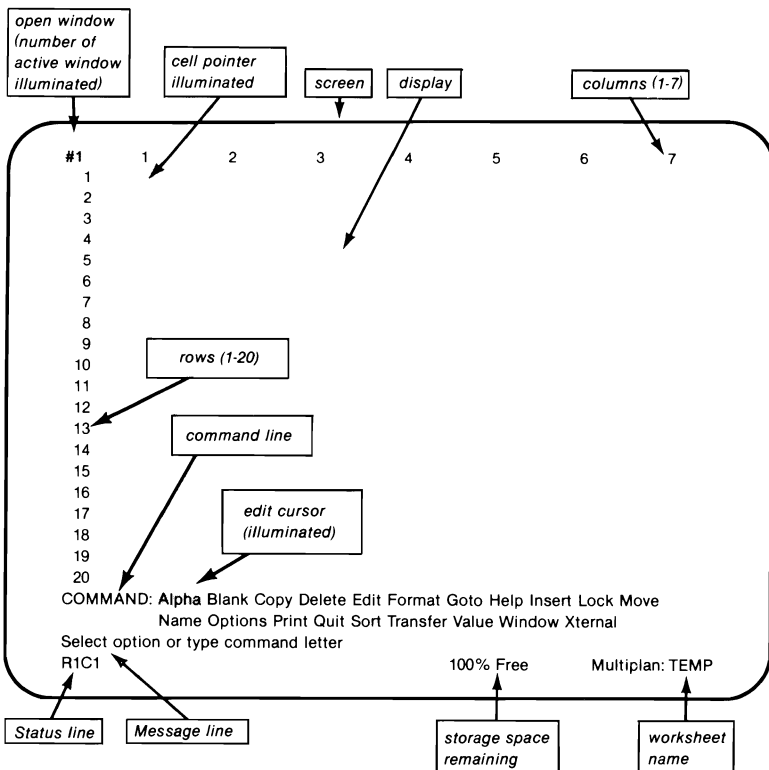 open window
(number of
active window
illuminated)
cell pointer
illuminated
screen
display
columns (1-7)
#1 1 2 3 4 5 6 7
1
2
3
4
5
6
7
8
9
10
11
12
13
14
15
16
17
18
19
20
rows (1-20)
command line
edit cursor
(illuminated)
COMMAND: Alpha Blank Copy Delete Edit Format Goto Help Insert Lock Move
Name Options Print Quit Sort Transfer Value Window Xternal
Select option or type command letter
R1C1 100% Free Multiplan: TEMP
Status line
Message line
storage space
remaining
worksheet
name